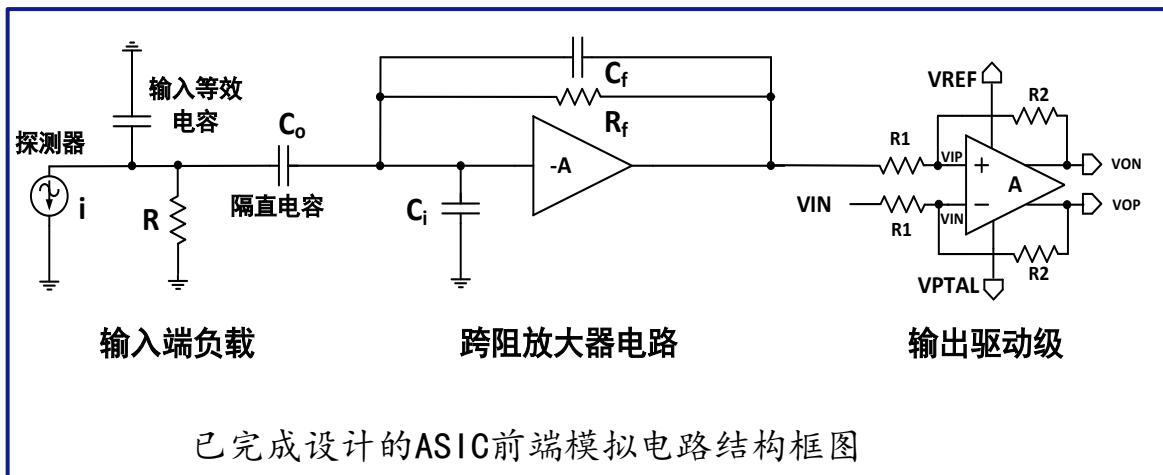 输入等效
电容
探测器
i
R
Co
隔直电容
Ci
Cf
Rf
-A
VREF
R2
R1
VIP
+
A
VON
VIN
R1
VIN
−
VOP
R2
VPTAL
输入端负载
跨阻放大器电路
输出驱动级
已完成设计的ASIC前端模拟电路结构框图